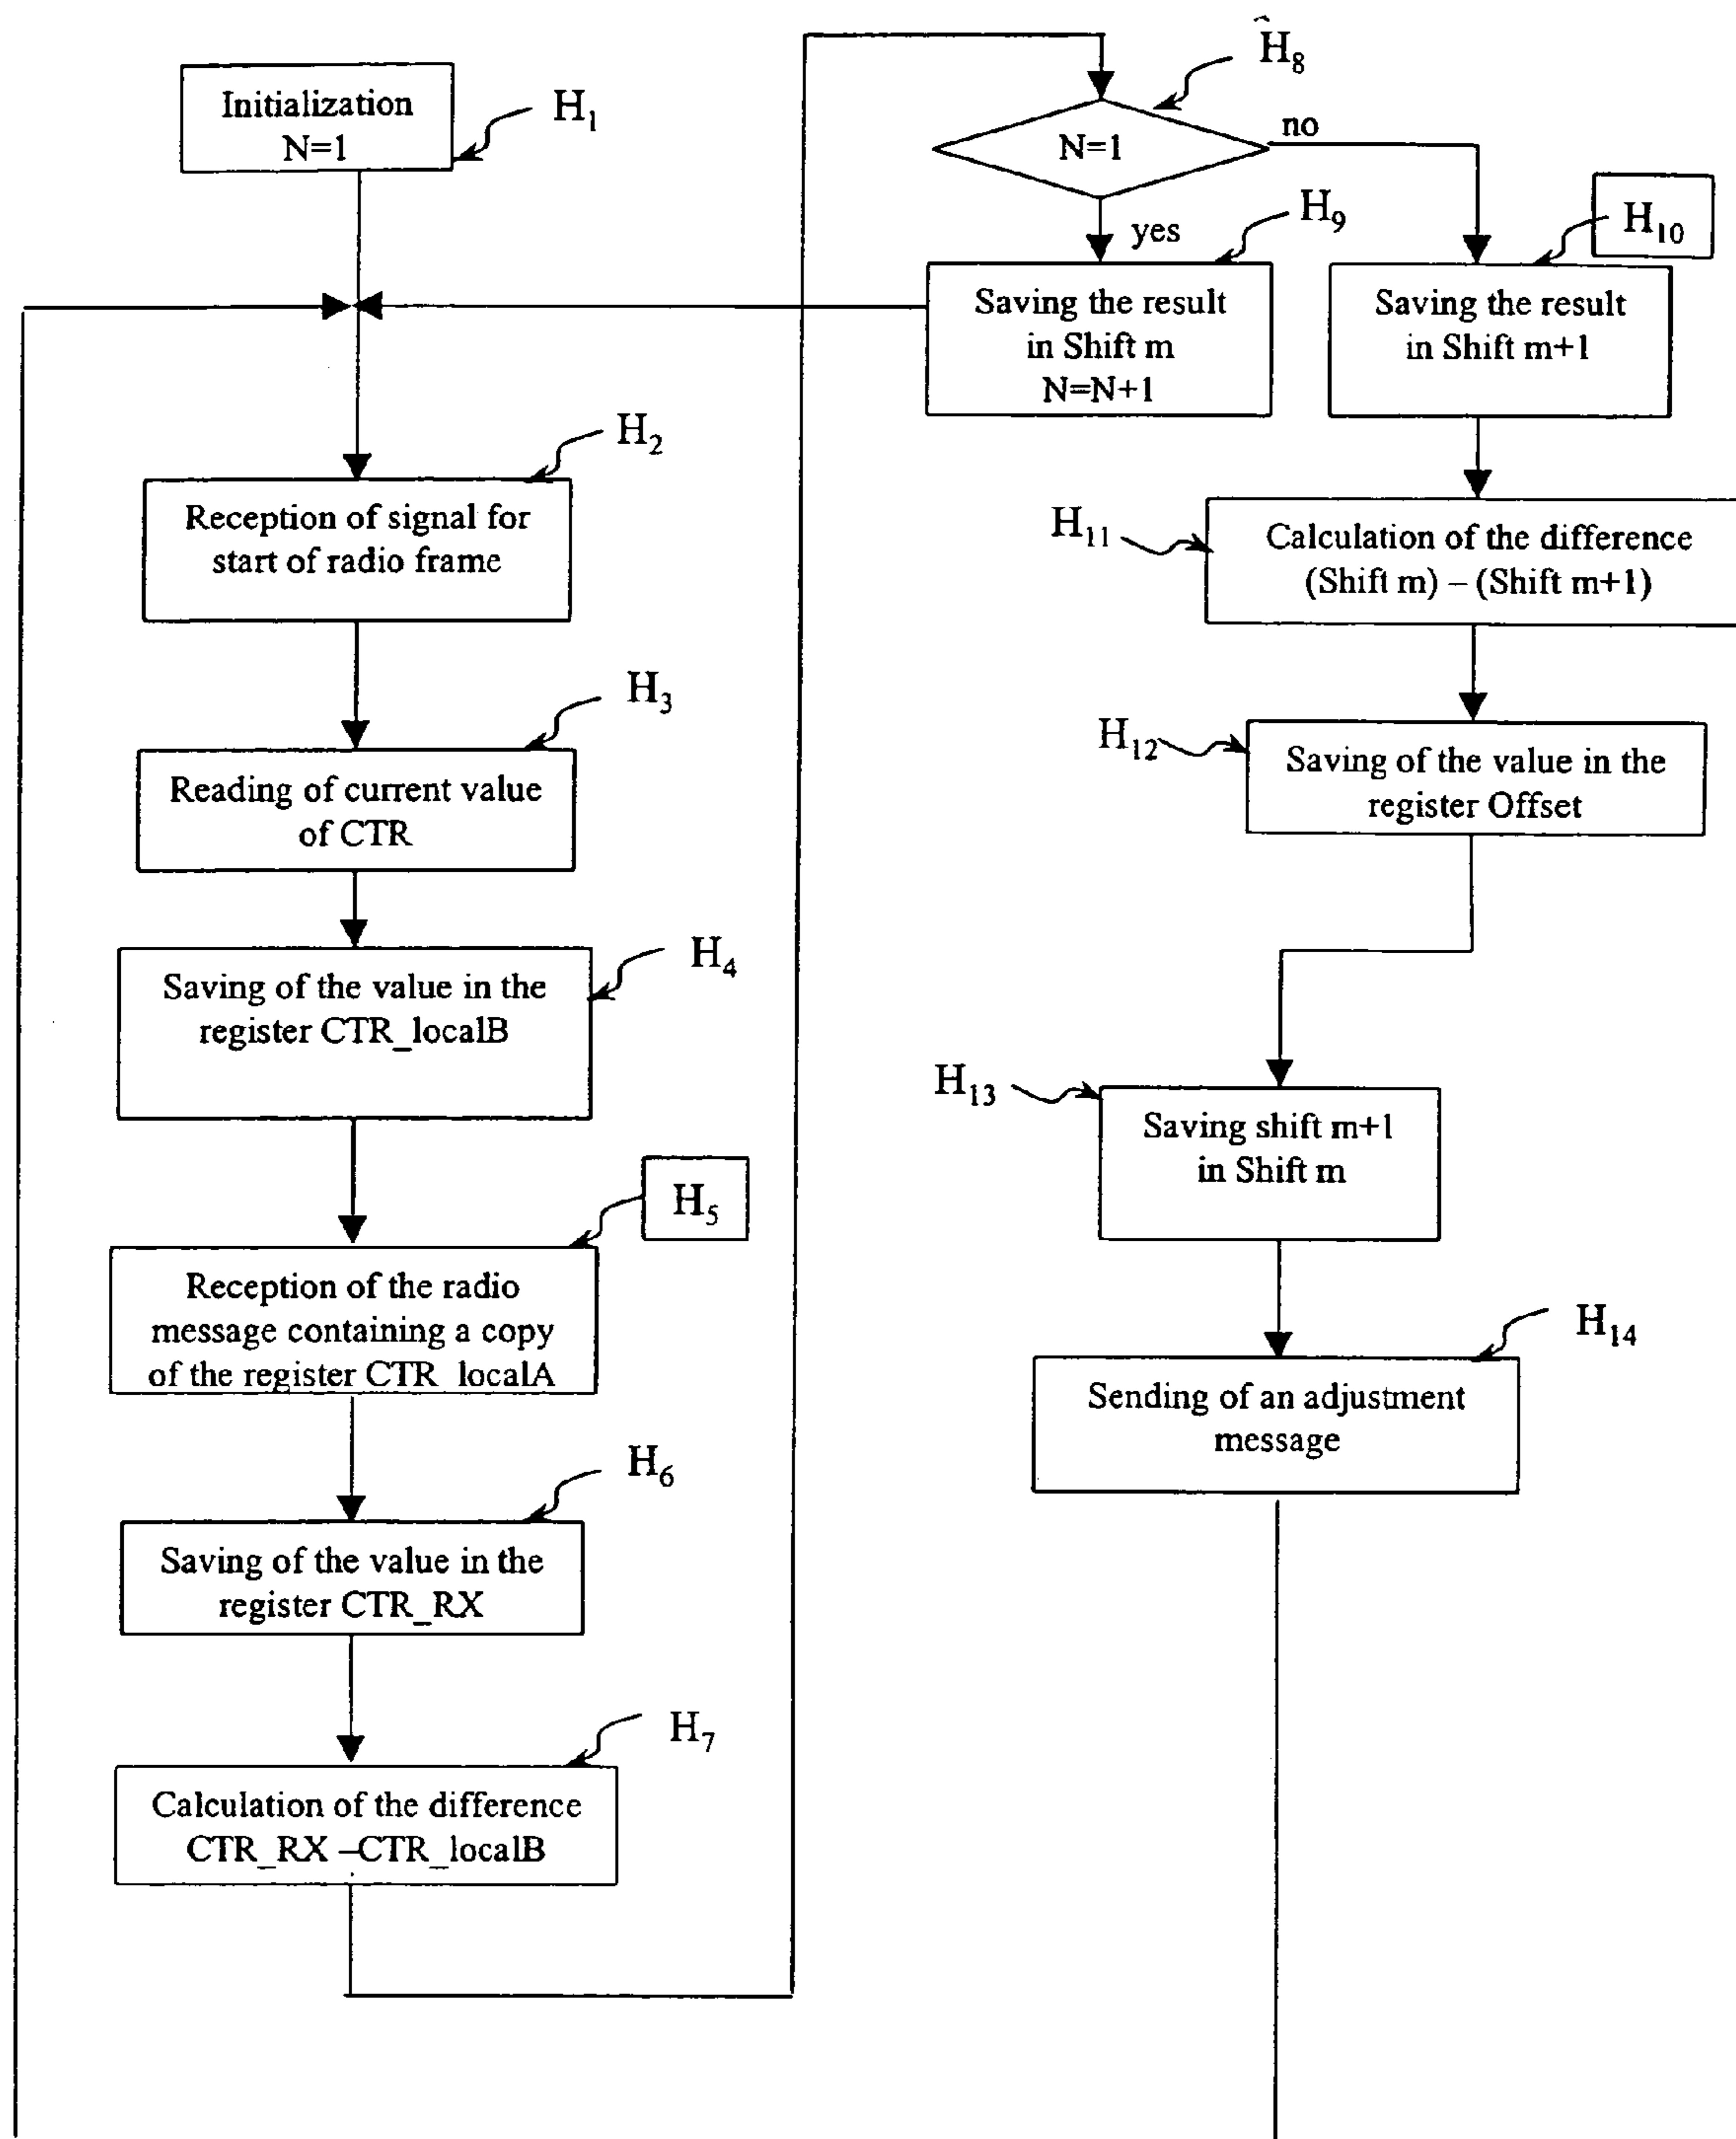 Initialization
N=1
H1
Reception of signal for
start of radio frame
H2
Reading of current value
of CTR
H3
Saving of the value in the
register CTR_localB
H4
Reception of the radio
message containing a copy
of the register CTR_localA
H5
Saving of the value in the
register CTR_RX
H6
Calculation of the difference
CTR_RX –CTR_localB
H7
N=1
H8
no
yes
Saving the result
in Shift m
N=N+1
H9
Saving the result
in Shift m+1
H10
Calculation of the difference
(Shift m) – (Shift m+1)
H11
Saving of the value in the
register Offset
H12
Saving shift m+1
in Shift m
H13
Sending of an adjustment
message
H14